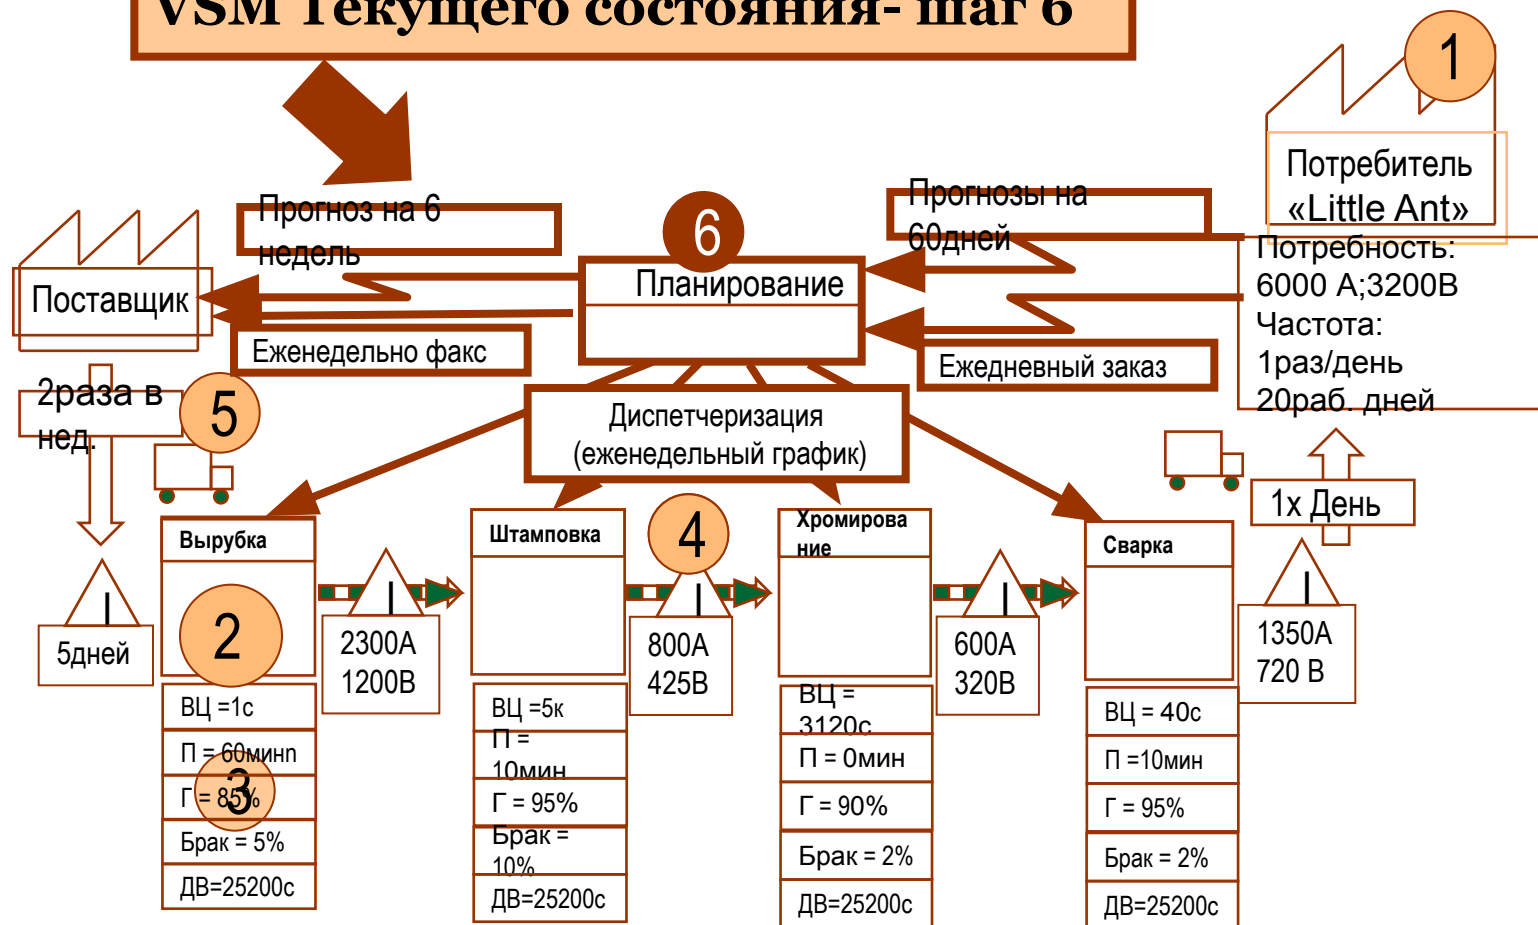 VSM Текущего состояния- шаг 6
1
Потребитель
«Little Ant»
Потребность:
6000 А;3200В
Частота:
1раз/день
20раб. дней
Прогноз на 6
недель
6
Прогнозы на
60дней
Планирование
Поставщик
Еженедельно факс
Ежедневный заказ
2раза в
нед.
5
Диспетчеризация
(еженедельный график)
1х День
Вырубка
2
Штамповка
4
Хромирова
ние
Сварка
I
5дней
I
2300А
1200В
I
800А
425В
I
600А
320В
I
1350А
720 В
ВЦ =1с
П = 60минn
3
Г = 85%
Брак = 5%
ДВ=25200с
ВЦ =5к
П =
10мин
Г = 95%
Брак =
10%
ДВ=25200с
ВЦ =
3120с
П = 0мин
Г = 90%
Брак = 2%
ДВ=25200с
ВЦ = 40с
П =10мин
Г = 95%
Брак = 2%
ДВ=25200с